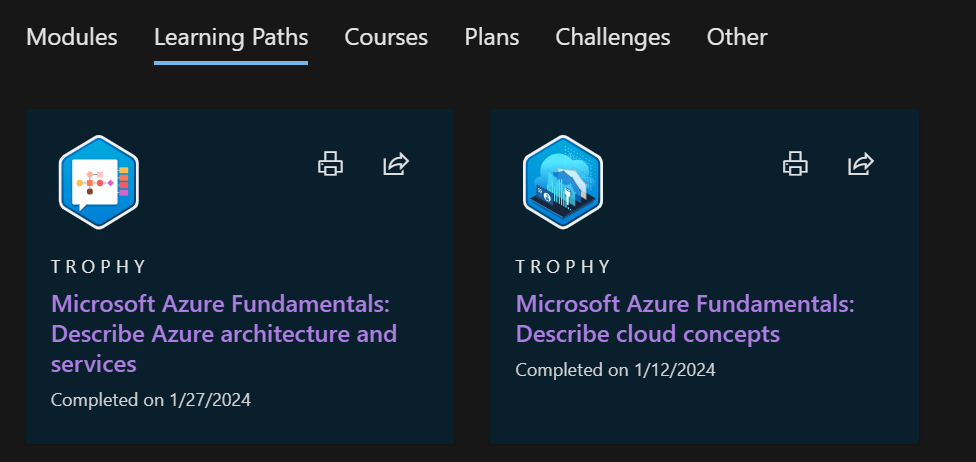 Modules Learning Paths Courses Plans Challenges Other
TROPHY
Microsoft Azure Fundamentals:
Describe Azure architecture and
services
Completed on 1/27/2024
TROPHY
Microsoft Azure Fundamentals:
Describe cloud concepts
Completed on 1/12/2024